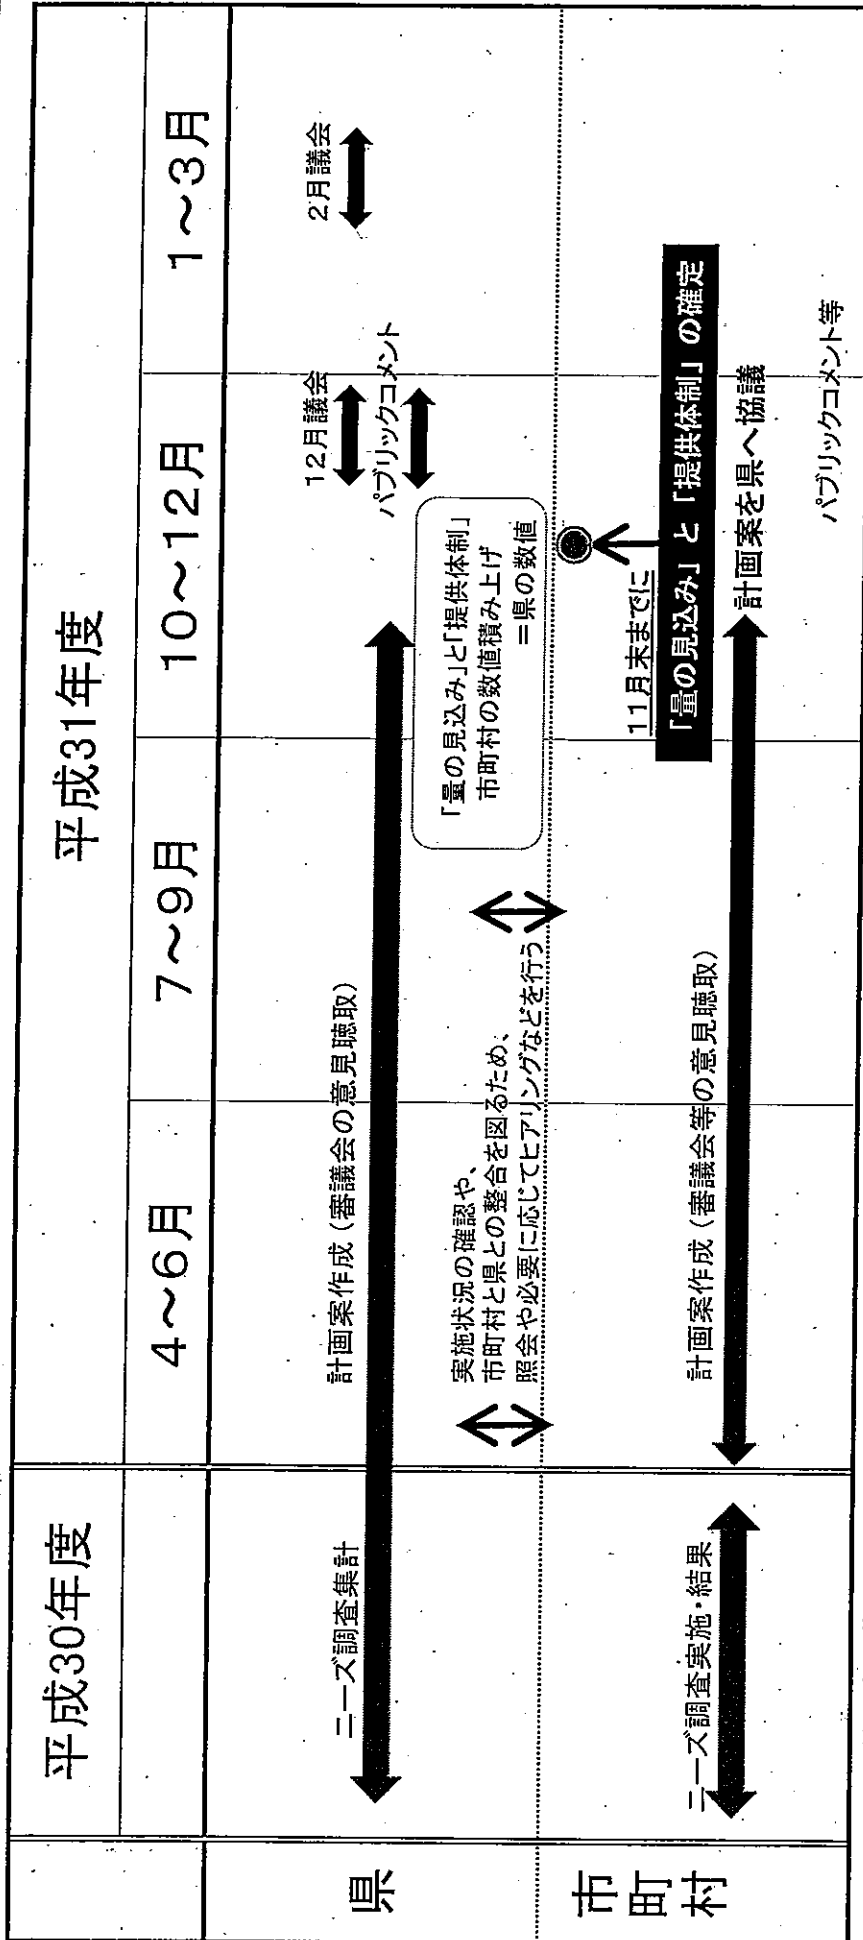 平成30年度
平成31年度
4～6月
7～9月
10～12月
1～3月
県
ニーズ調査集計
計画案作成（審議会の意見聴取）
12月議会
2月議会
パブリックコメント
「量の見込み」と「提供体制」
市町村の数値積み上げ
＝県の数値
実施状況の確認や、
市町村と県との整合を図るため、
照会や必要に応じてヒアリングなどを行う
市町村
11月末までに
「量の見込み」と「提供体制」の確定
ニーズ調査実施・結果
計画案作成（審議会等の意見聴取）
計画案を県へ協議
パブリックコメント等